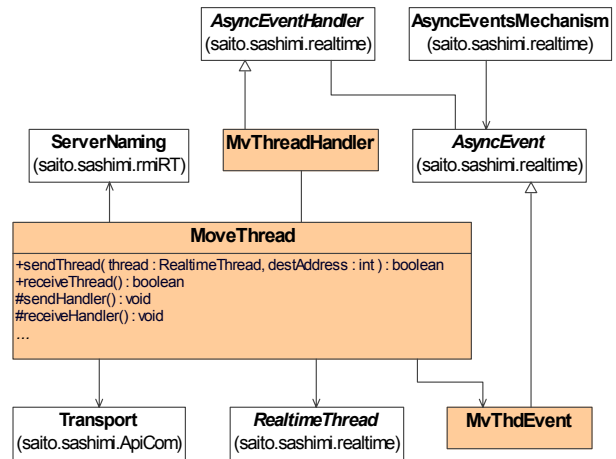 AsyncEventHandler
(saito.sashimi.realtime)
AsyncEventsMechanism
(saito.sashimi.realtime)
ServerNaming
(saito.sashimi.rmiRT)
MvThreadHandler
AsyncEvent
(saito.sashimi.realtime)
MoveThread
+sendThread( thread : RealtimeThread, destAddress : int ) : boolean
+receiveThread() : boolean
#sendHandler() : void
#receiveHandler() : void
...
Transport
(saito.sashimi.ApiCom)
RealtimeThread
(saito.sashimi.realtime)
MvThdEvent